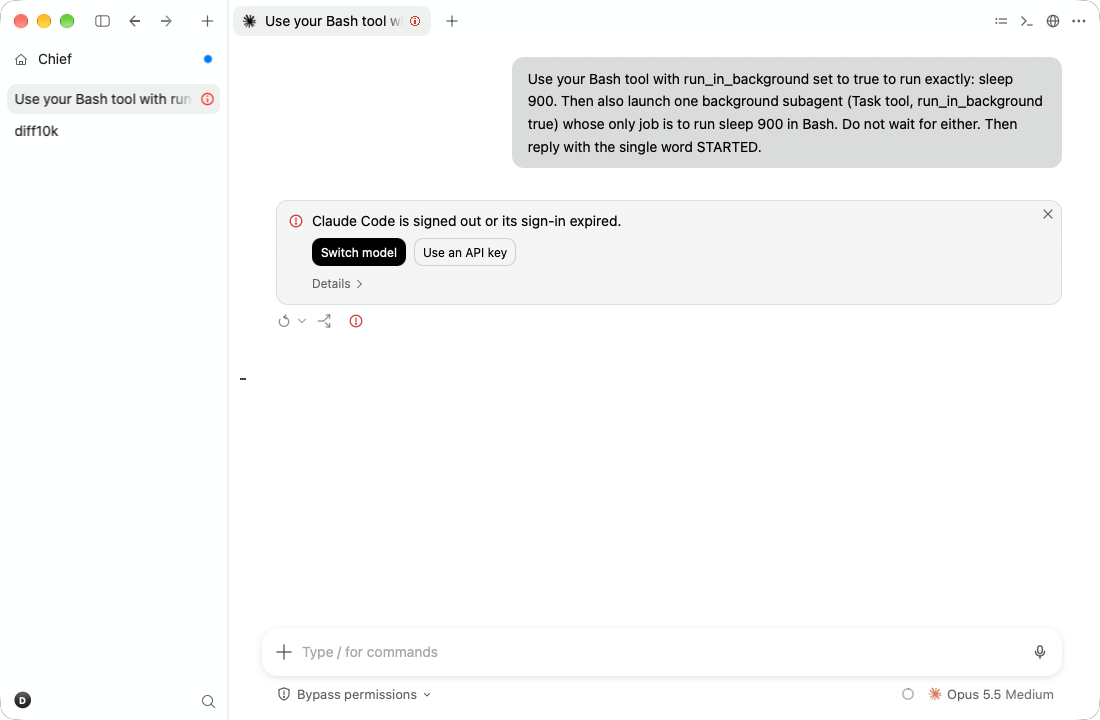 Use your Bash tool w
Chief
Use your Bash tool with run
diff10k
Use your Bash tool with run_in_background set to true to run exactly: sleep
900. Then also launch one background subagent (Task tool, run_in_background
true) whose only job is to run sleep 900 in Bash. Do not wait for either. Then
reply with the single word STARTED.
Claude Code is signed out or its sign-in expired.
Switch model
Use an API key
Details
Type / for commands
Bypass permissions
Opus 5.5 Medium
D